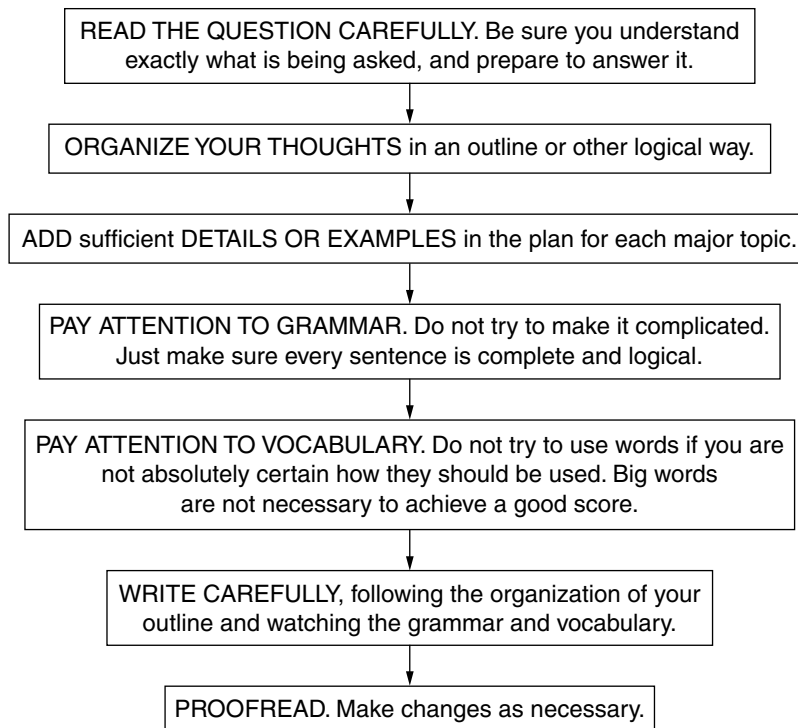 READ THE QUESTION CAREFULLY. Be sure you understand
exactly what is being asked, and prepare to answer it.
ORGANIZE YOUR THOUGHTS in an outline or other logical way.
ADD sufficient DETAILS OR EXAMPLES in the plan for each major topic.
PAY ATTENTION TO GRAMMAR. Do not try to make it complicated.
Just make sure every sentence is complete and logical.
PAY ATTENTION TO VOCABULARY. Do not try to use words if you are
not absolutely certain how they should be used. Big words
are not necessary to achieve a good score.
WRITE CAREFULLY, following the organization of your
outline and watching the grammar and vocabulary.
PROOFREAD. Make changes as necessary.